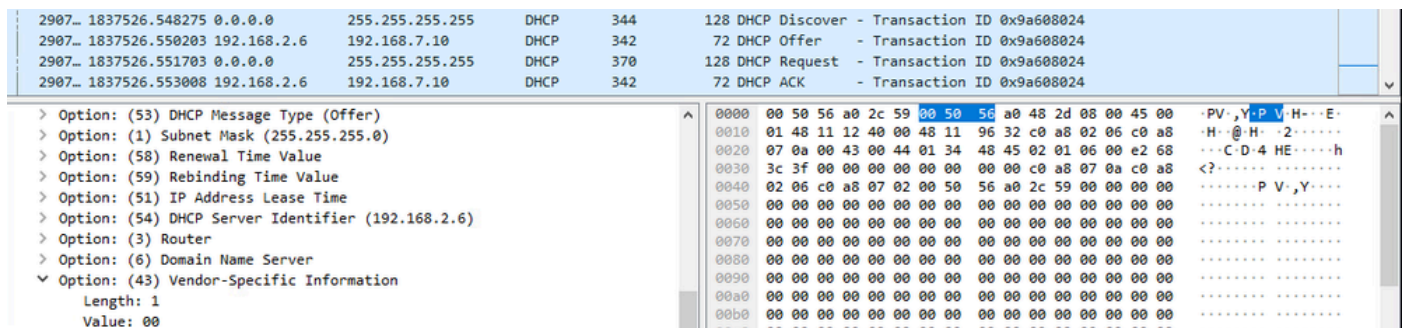 2907… 1837526.548275 0.0.0.0 255.255.255.255 DHCP 344 128 DHCP Discover - Transaction ID 0x9a608024
2907… 1837526.550203 192.168.2.6 192.168.7.10 DHCP 342 72 DHCP Offer - Transaction ID 0x9a608024
2907… 1837526.551703 0.0.0.0 255.255.255.255 DHCP 370 128 DHCP Request - Transaction ID 0x9a608024
2907… 1837526.553008 192.168.2.6 192.168.7.10 DHCP 342 72 DHCP ACK - Transaction ID 0x9a608024
> Option: (53) DHCP Message Type (Offer)
> Option: (1) Subnet Mask (255.255.255.0)
> Option: (58) Renewal Time Value
> Option: (59) Rebinding Time Value
> Option: (51) IP Address Lease Time
> Option: (54) DHCP Server Identifier (192.168.2.6)
> Option: (3) Router
> Option: (6) Domain Name Server
Option: (43) Vendor-Specific Information
Length: 1
Value: 00
0000 00 50 56 a0 2c 59 00 50 56 a0 48 2d 08 00 45 00 ·PV·,Y·P V·H-··E·
0010 01 48 11 12 40 00 48 11 96 32 c0 a8 02 06 c0 a8 ·H··@·H· ·2······
0020 07 0a 00 43 00 44 01 34 48 45 02 01 06 00 e2 68 ···C·D·4 HE·····h
0030 3c 3f 00 00 00 00 00 00 00 00 c0 a8 07 0a c0 a8 <?······ ········
0040 02 06 c0 a8 07 02 00 50 56 a0 2c 59 00 00 00 00 ·······P V·,Y····
0050 00 00 00 00 00 00 00 00 00 00 00 00 00 00 00 00 ········ ········
0060 00 00 00 00 00 00 00 00 00 00 00 00 00 00 00 00 ········ ········
0070 00 00 00 00 00 00 00 00 00 00 00 00 00 00 00 00 ········ ········
0080 00 00 00 00 00 00 00 00 00 00 00 00 00 00 00 00 ········ ········
0090 00 00 00 00 00 00 00 00 00 00 00 00 00 00 00 00 ········ ········
00a0 00 00 00 00 00 00 00 00 00 00 00 00 00 00 00 00 ········ ········
00b0 00 00 00 00 00 00 00 00 00 00 00 00 00 00 00 00 ········ ········